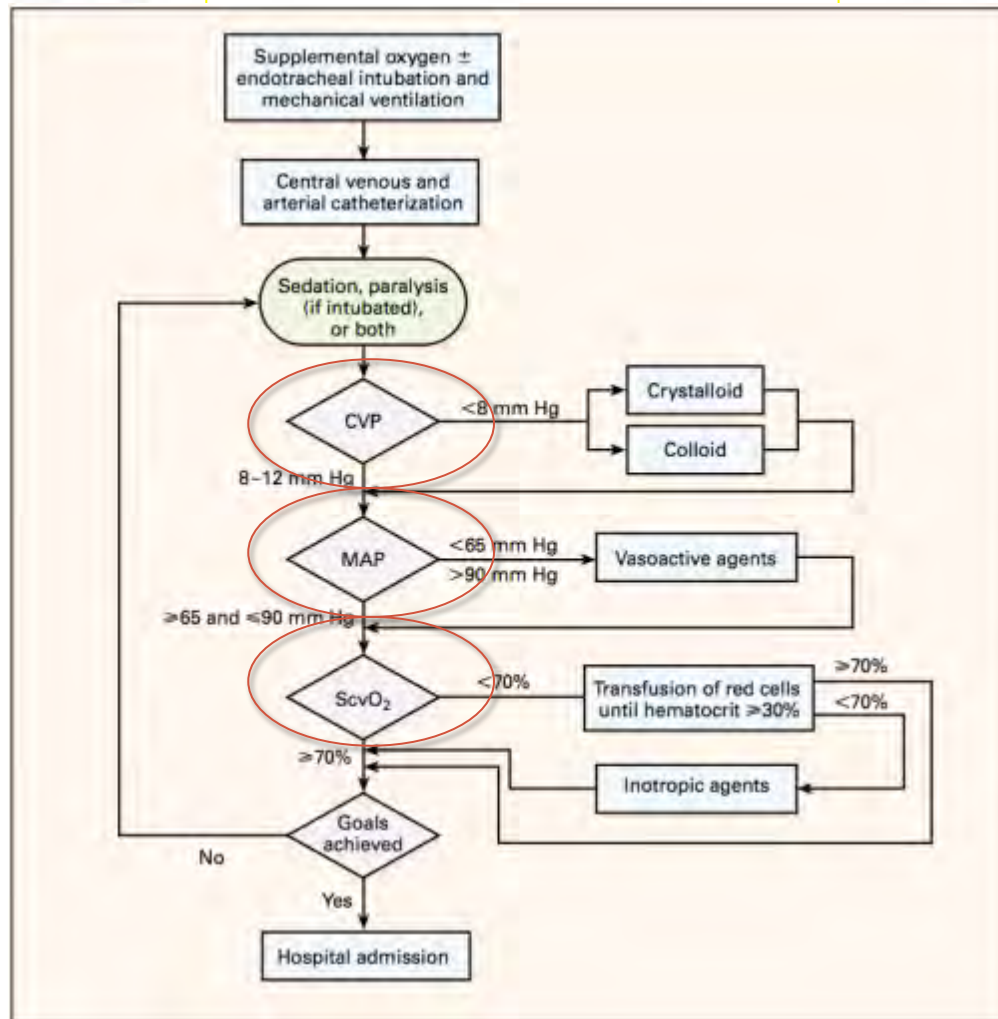 Supplemental oxygen ±
endotracheal intubation and
mechanical ventilation
Central venous and
arterial catheterization
Sedation, paralysis
(if intubated),
or both
CVP
<8 mm Hg
Crystalloid
Colloid
8–12 mm Hg
MAP
<65 mm Hg
>90 mm Hg
Vasoactive agents
≥65 and ≤90 mm Hg
ScvO₂
<70%
Transfusion of red cells
until hematocrit ≥30%
≥70%
<70%
≥70%
Inotropic agents
Goals
achieved
No
Yes
Hospital admission